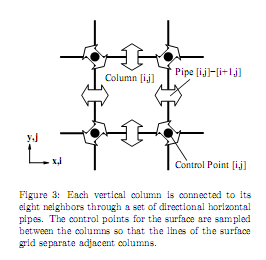 Column [i,j]
Pipe [i,j]-[i+1,j]
y,j
x,i
Control Point [i,j]
Figure 3: Each vertical column is connected to its
eight neighbors through a set of directional horizontal
pipes. The control points for the surface are sampled
between the columns so that the lines of the surface
grid separate adjacent columns.